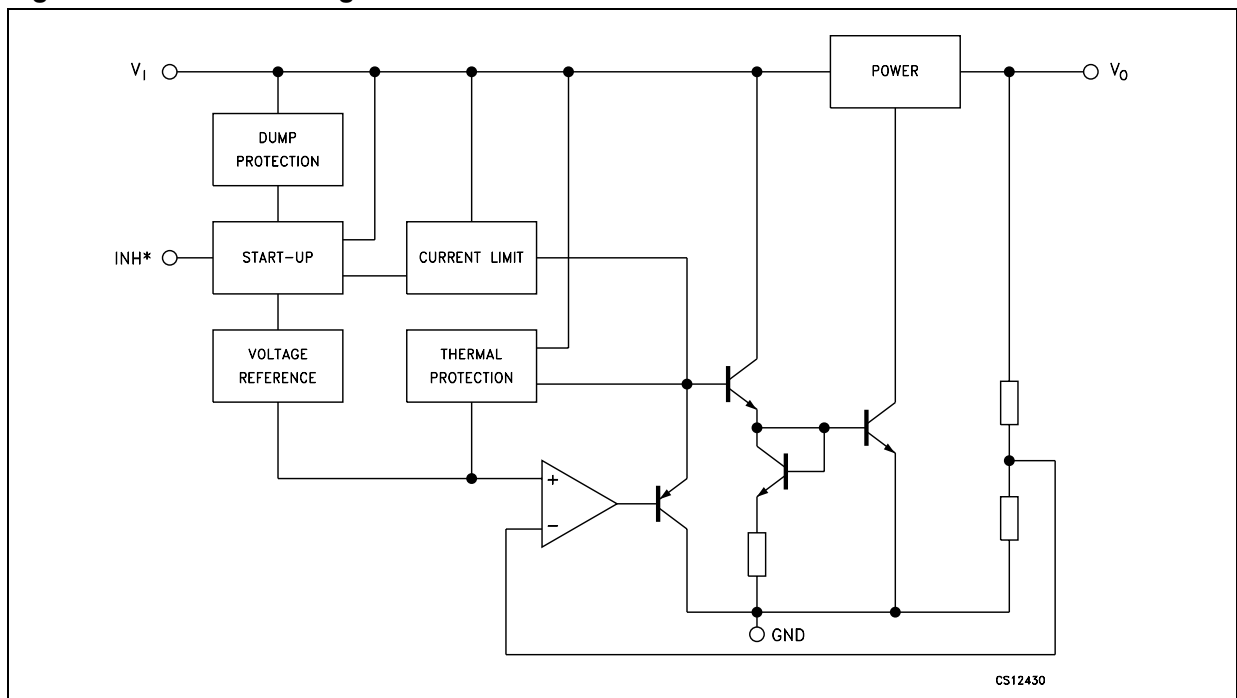 V_I
POWER
V_O
DUMP
PROTECTION
INH*
START-UP
CURRENT LIMIT
VOLTAGE
REFERENCE
THERMAL
PROTECTION
+
−
GND
CS12430